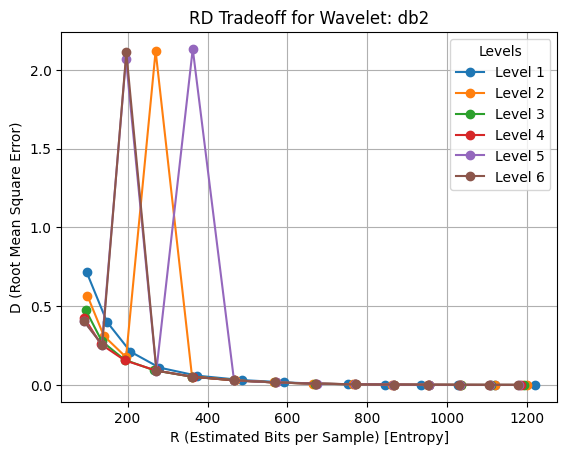 RD Tradeoff for Wavelet: db2
Levels
Level 1
Level 2
Level 3
Level 4
Level 5
Level 6
2.0
1.5
1.0
0.5
0.0
D (Root Mean Square Error)
200 400 600 800 1000 1200
R (Estimated Bits per Sample) [Entropy]